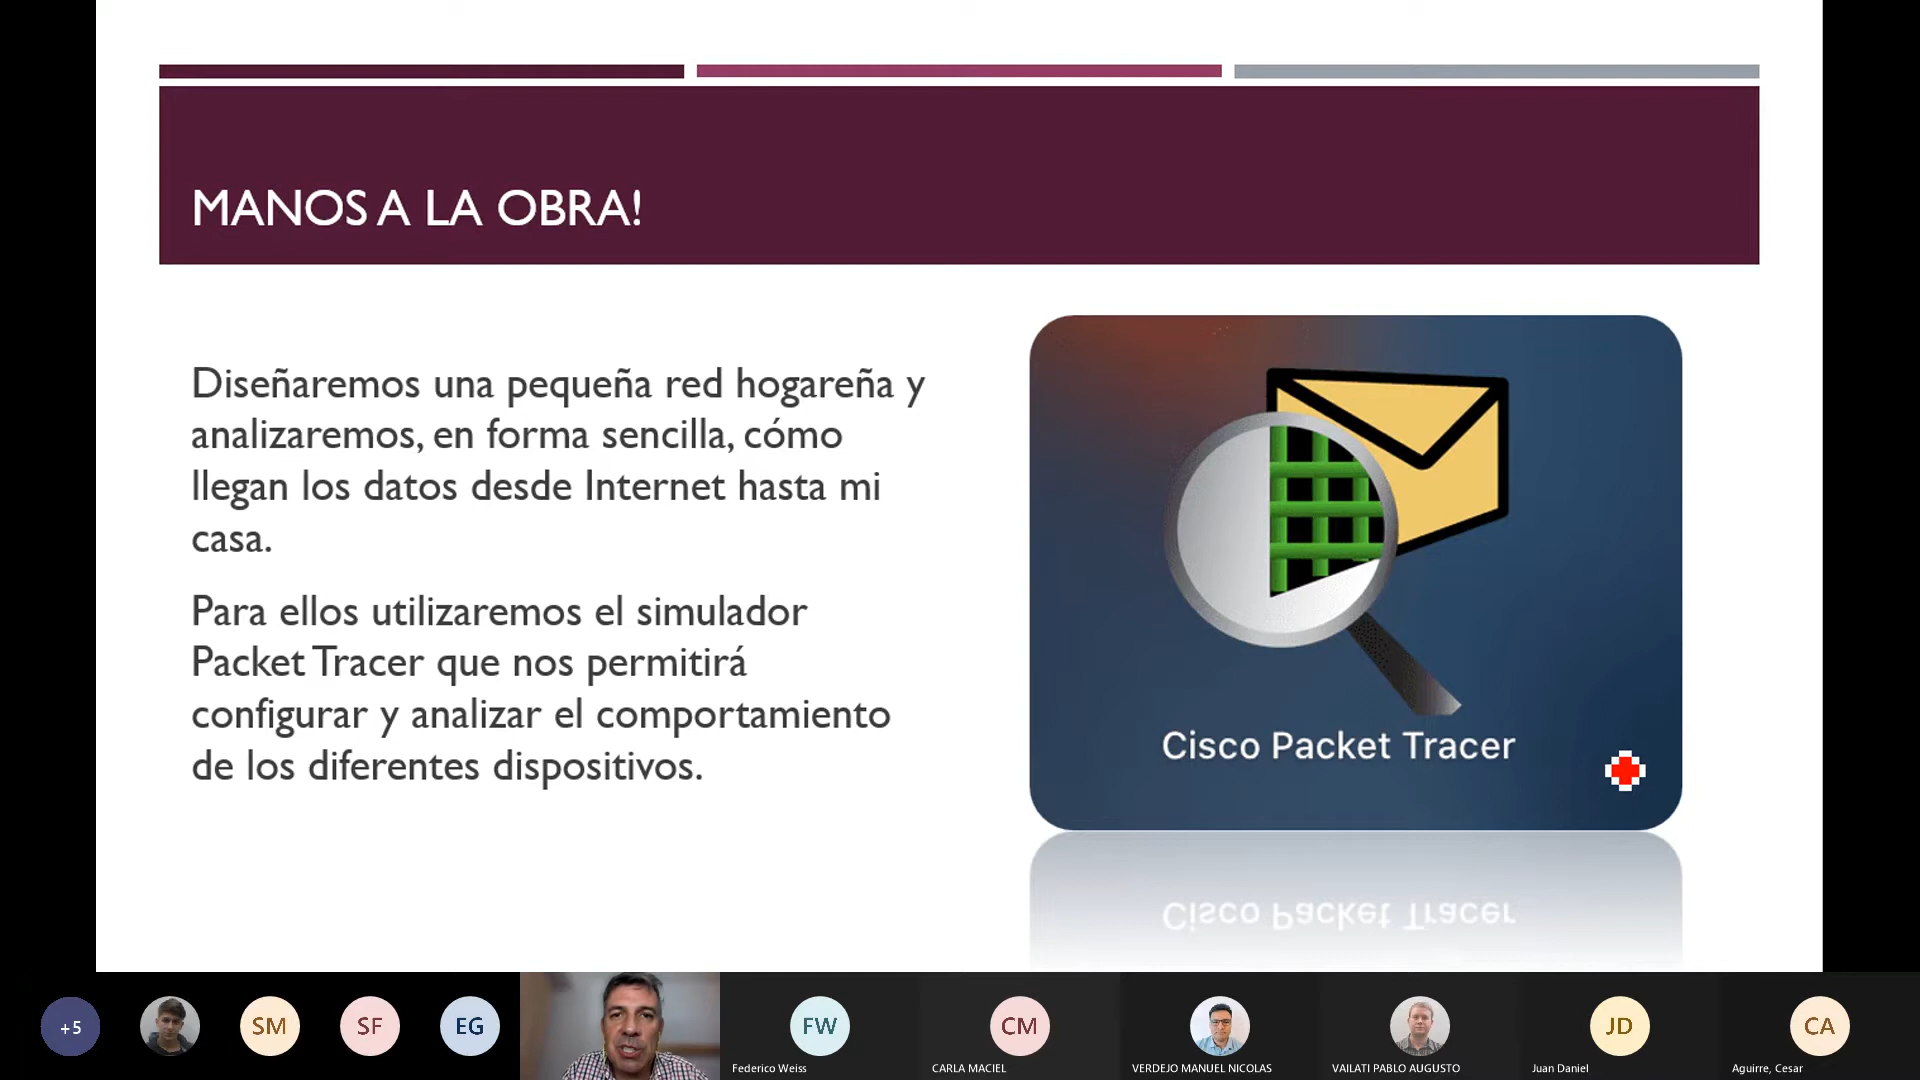 MANOS A LA OBRA!
Diseñaremos una pequeña red hogareña y
analizaremos, en forma sencilla, cómo
llegan los datos desde Internet hasta mi
casa.
Para ellos utilizaremos el simulador
Packet Tracer que nos permitirá
configurar y analizar el comportamiento
de los diferentes dispositivos.
Cisco Packet Tracer
Cisco Packet Tracer
+5
SM
SF
EG
FW
CM
JD
CA
Federico Weiss
CARLA MACIEL
VERDEJO MANUEL NICOLAS
VAILATI PABLO AUGUSTO
Juan Daniel
Aguirre, Cesar